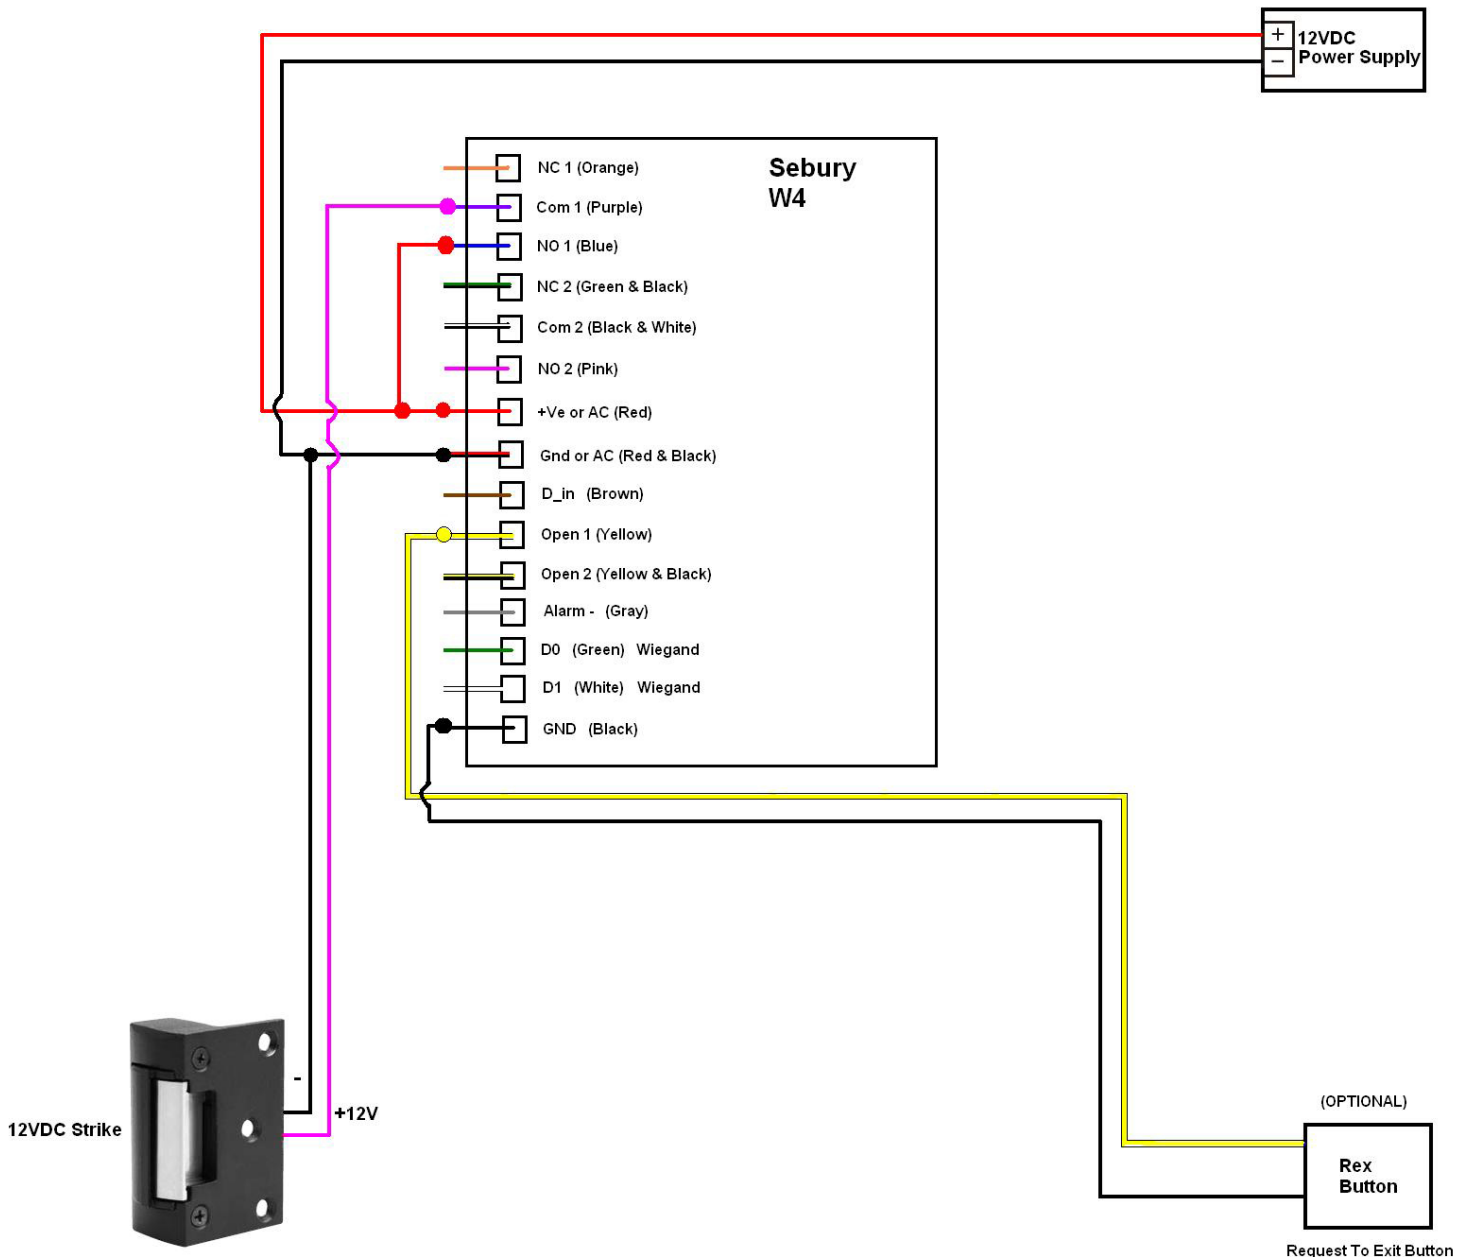 + 12VDC
− Power Supply
Sebury
W4
NC 1 (Orange)
Com 1 (Purple)
NO 1 (Blue)
NC 2 (Green & Black)
Com 2 (Black & White)
NO 2 (Pink)
+Ve or AC (Red)
Gnd or AC (Red & Black)
D_in (Brown)
Open 1 (Yellow)
Open 2 (Yellow & Black)
Alarm - (Gray)
D0 (Green) Wiegand
D1 (White) Wiegand
GND (Black)
-
+12V
12VDC Strike
(OPTIONAL)
Rex
Button
Request To Exit Button